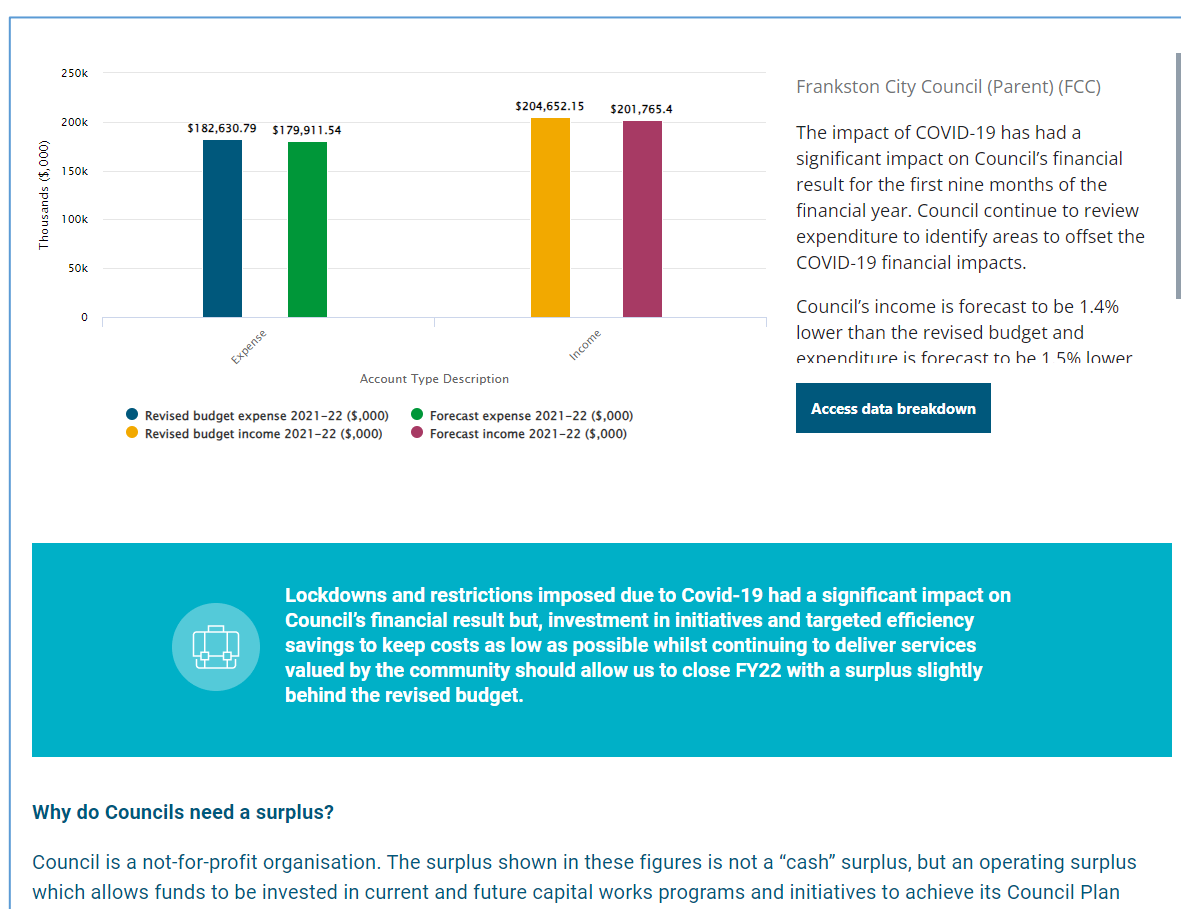 250k
200k
150k
100k
50k
0
Thousands ($,000)
$182,630.79
$179,911.54
$204,652.15
$201,765.4
Expense
Income
Account Type Description
Revised budget expense 2021-22 ($,000)
Forecast expense 2021-22 ($,000)
Revised budget income 2021-22 ($,000)
Forecast income 2021-22 ($,000)
Frankston City Council (Parent) (FCC)
The impact of COVID-19 has had a
significant impact on Council’s financial
result for the first nine months of the
financial year. Council continue to review
expenditure to identify areas to offset the
COVID-19 financial impacts.
Council’s income is forecast to be 1.4%
lower than the revised budget and
expenditure is forecast to be 1.5% lower
Access data breakdown
Lockdowns and restrictions imposed due to Covid-19 had a significant impact on
Council’s financial result but, investment in initiatives and targeted efficiency
savings to keep costs as low as possible whilst continuing to deliver services
valued by the community should allow us to close FY22 with a surplus slightly
behind the revised budget.
Why do Councils need a surplus?
Council is a not-for-profit organisation. The surplus shown in these figures is not a “cash” surplus, but an operating surplus
which allows funds to be invested in current and future capital works programs and initiatives to achieve its Council Plan